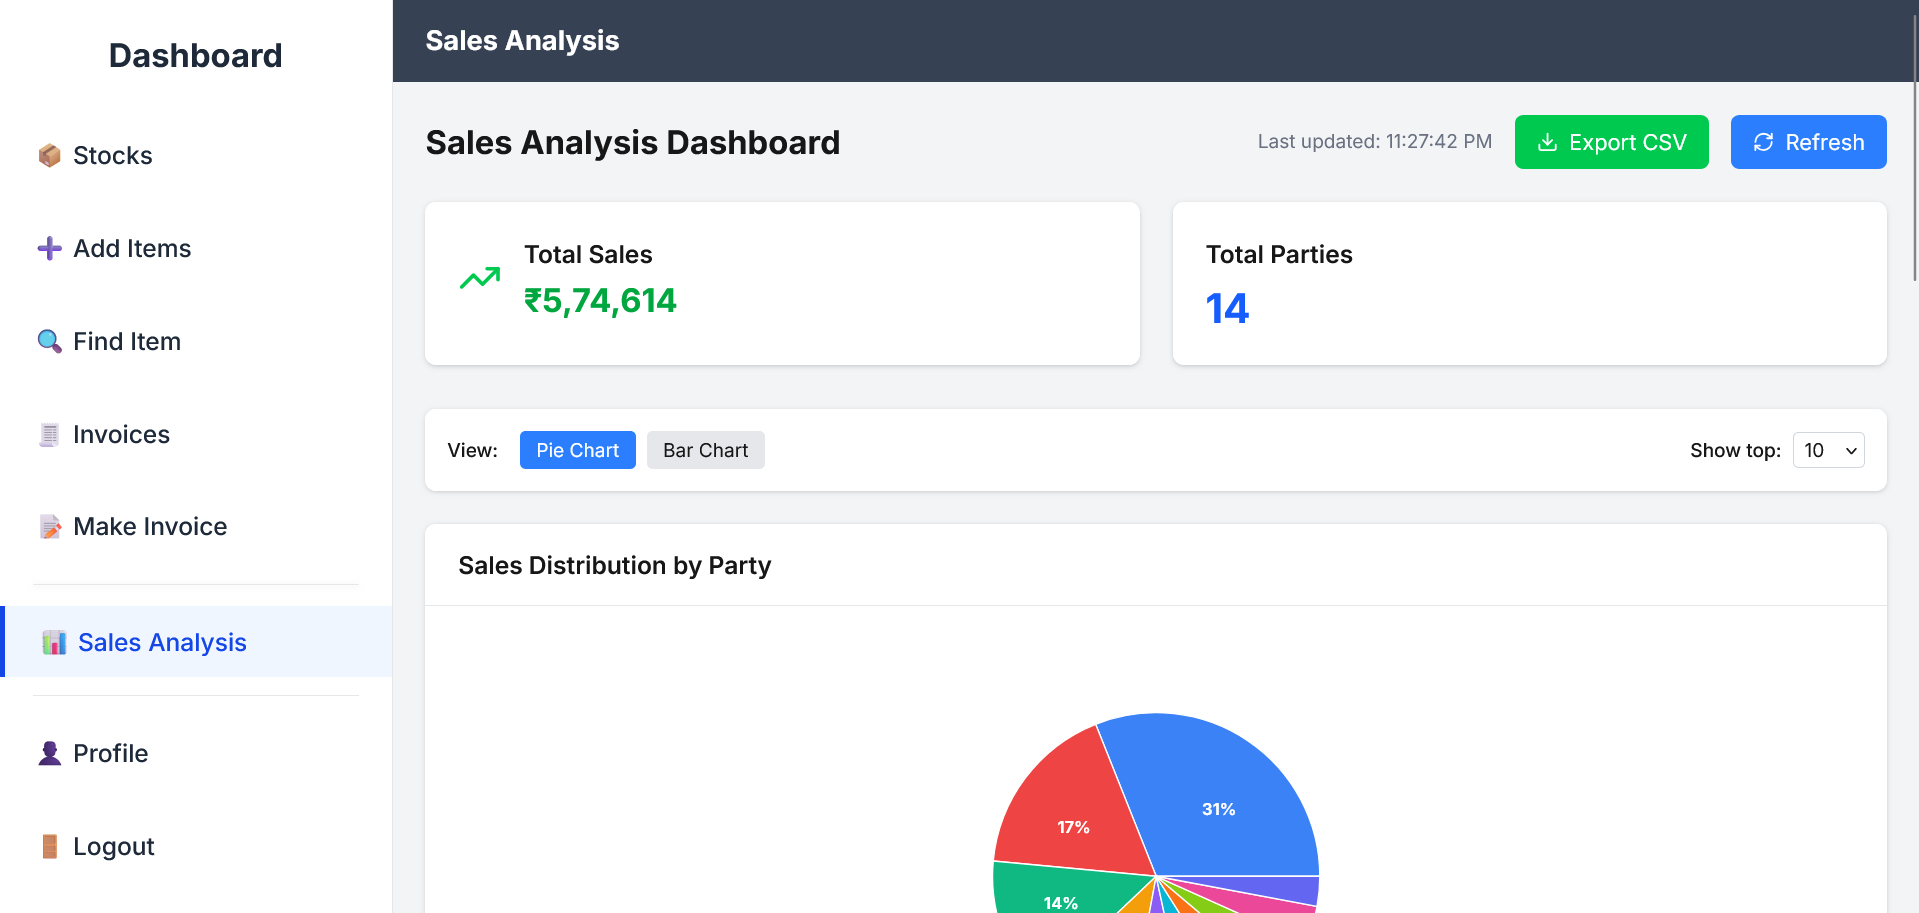 Dashboard
Stocks
Add Items
Find Item
Invoices
Make Invoice
Sales Analysis
Profile
Logout
Sales Analysis
Sales Analysis Dashboard
Last updated: 11:27:42 PM
Export CSV
Refresh
Total Sales
₹5,74,614
Total Parties
14
View:
Pie Chart
Bar Chart
Show top:
10
Sales Distribution by Party
31%
17%
14%